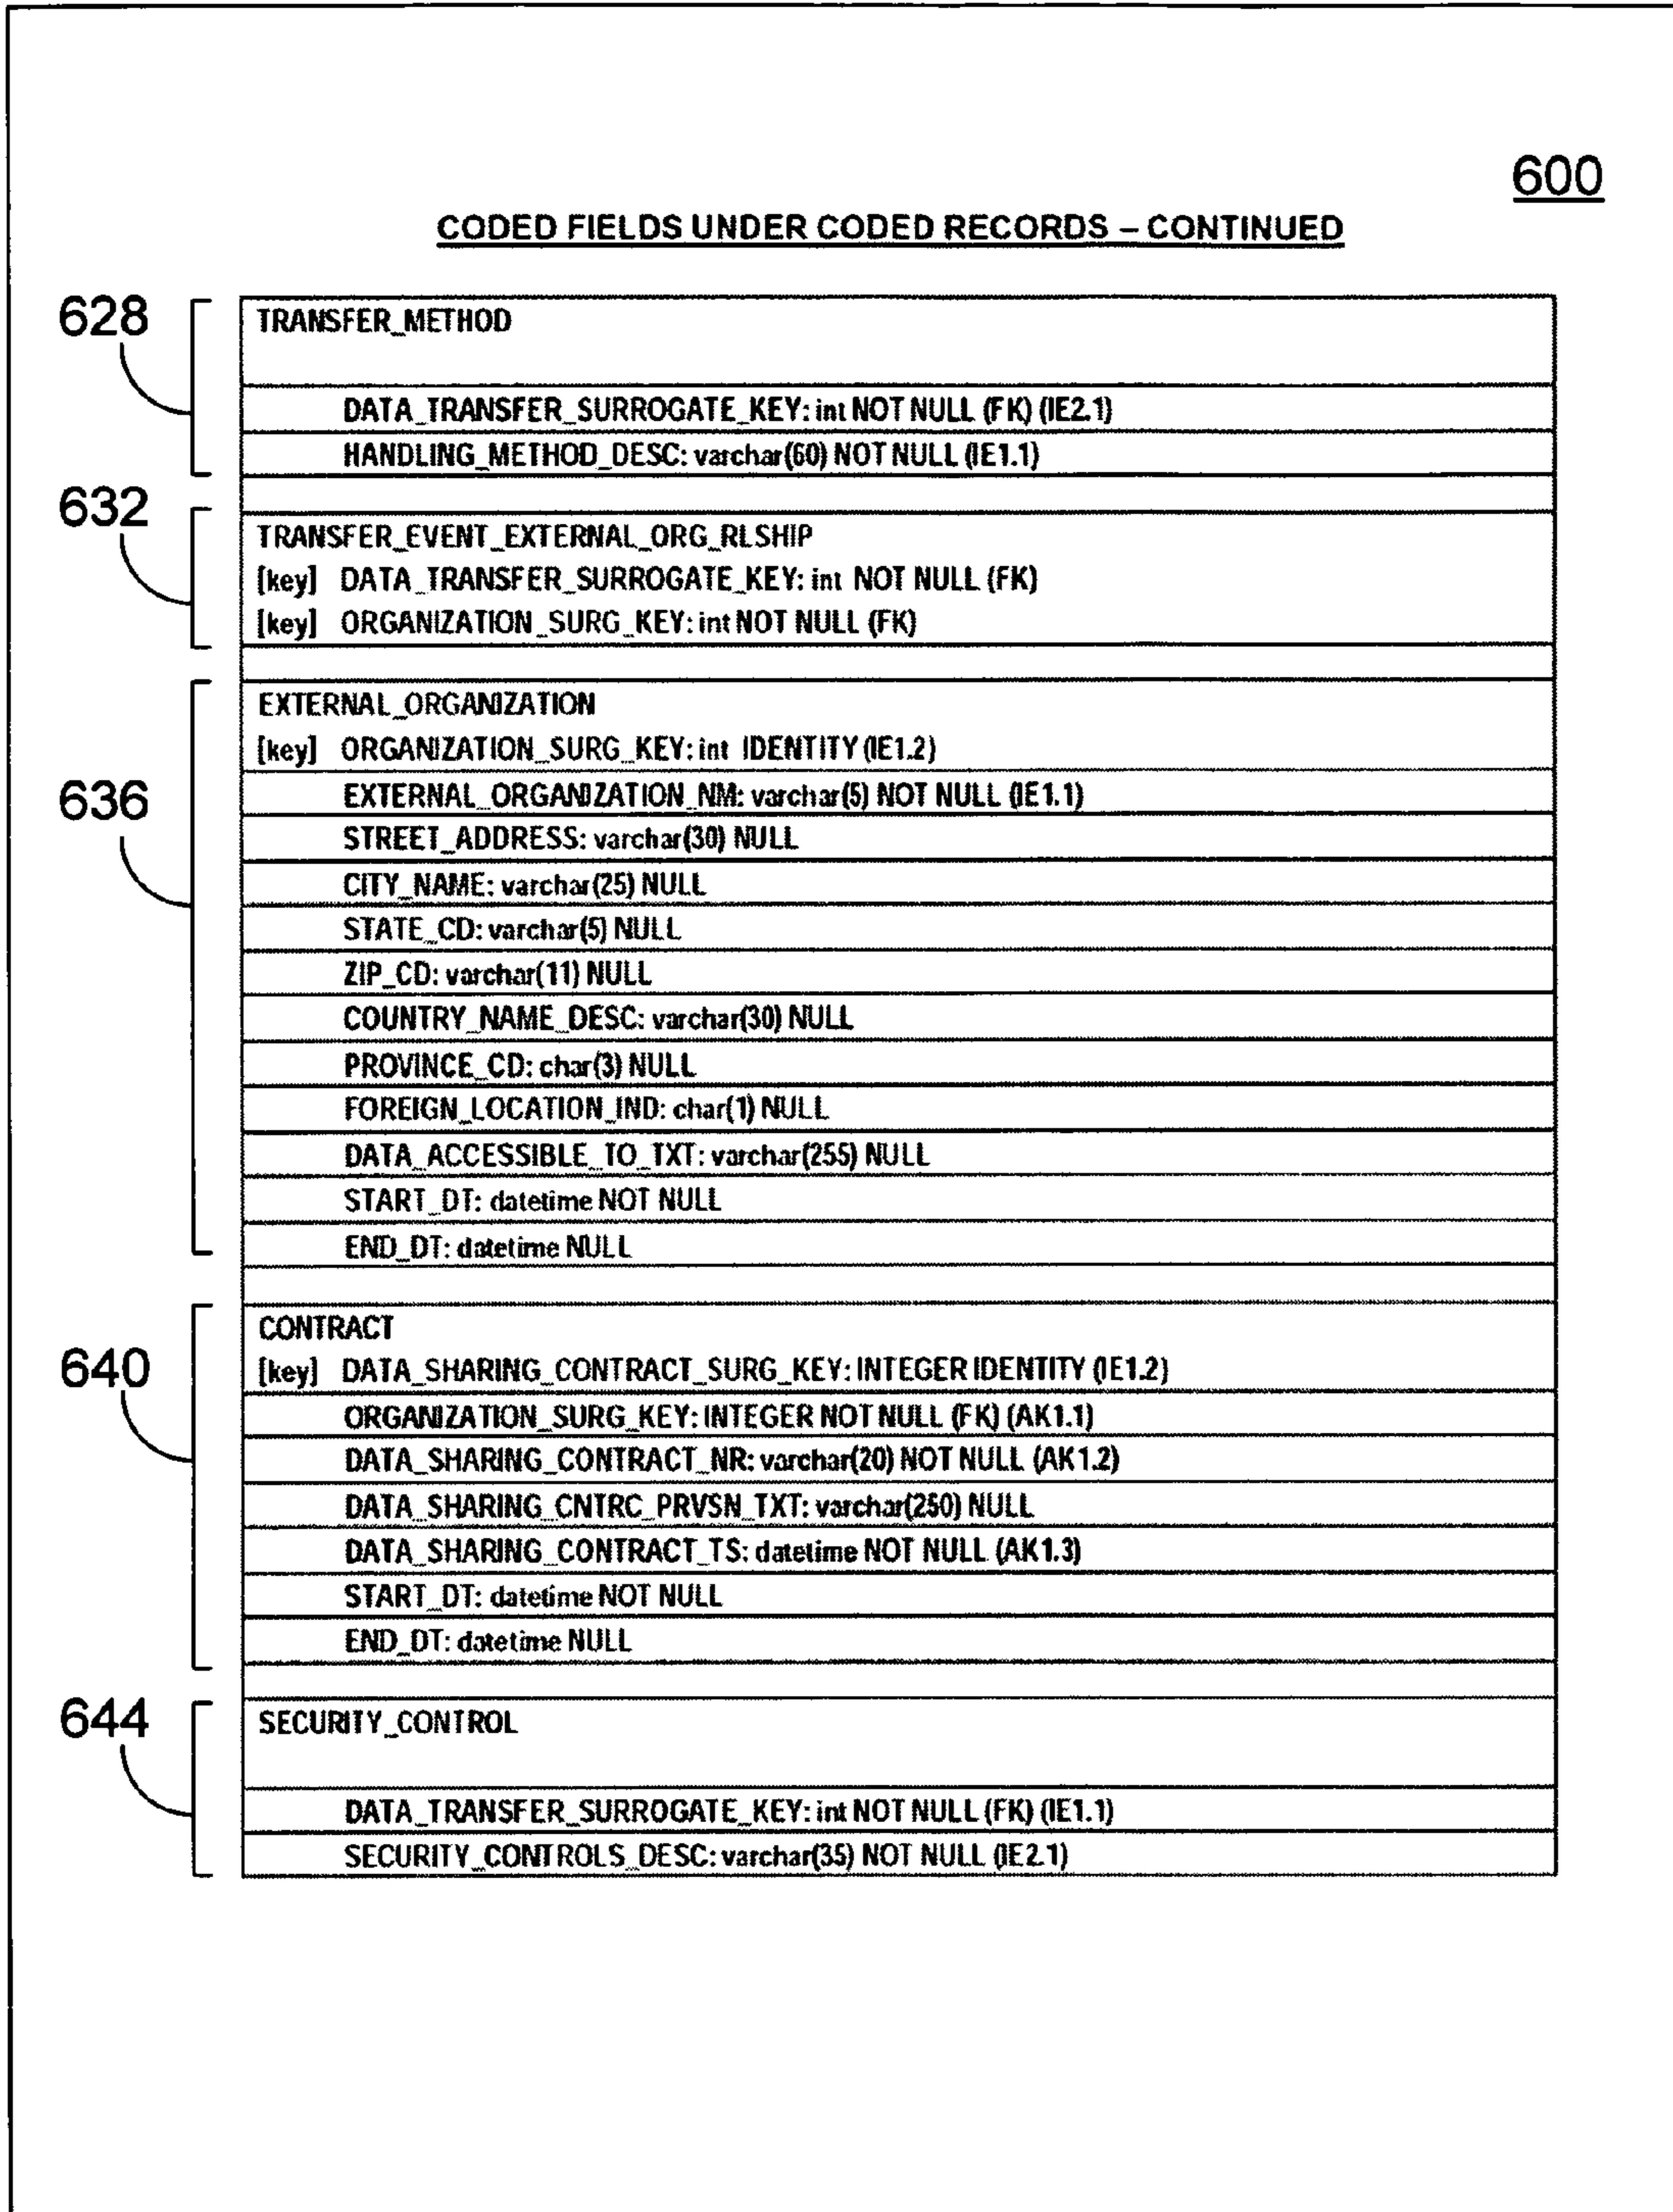 600
CODED FIELDS UNDER CODED RECORDS – CONTINUED
628
TRANSFER_METHOD
DATA_TRANSFER_SURROGATE_KEY: int NOT NULL (FK) (IE2.1)
HANDLING_METHOD_DESC: varchar(60) NOT NULL (IE1.1)
632
TRANSFER_EVENT_EXTERNAL_ORG_RLSHIP
[key] DATA_TRANSFER_SURROGATE_KEY: int NOT NULL (FK)
[key] ORGANIZATION_SURG_KEY: int NOT NULL (FK)
636
EXTERNAL_ORGANIZATION
[key] ORGANIZATION_SURG_KEY: int IDENTITY (IE1.2)
EXTERNAL_ORGANIZATION_NM: varchar(5) NOT NULL (IE1.1)
STREET_ADDRESS: varchar(30) NULL
CITY_NAME: varchar(25) NULL
STATE_CD: varchar(5) NULL
ZIP_CD: varchar(11) NULL
COUNTRY_NAME_DESC: varchar(30) NULL
PROVINCE_CD: char(3) NULL
FOREIGN_LOCATION_IND: char(1) NULL
DATA_ACCESSIBLE_TO_TXT: varchar(255) NULL
START_DT: datetime NOT NULL
END_DT: datetime NULL
640
CONTRACT
[key] DATA_SHARING_CONTRACT_SURG_KEY: INTEGER IDENTITY (IE1.2)
ORGANIZATION_SURG_KEY: INTEGER NOT NULL (FK) (AK1.1)
DATA_SHARING_CONTRACT_NR: varchar(20) NOT NULL (AK1.2)
DATA_SHARING_CNTRC_PRVSN_TXT: varchar(250) NULL
DATA_SHARING_CONTRACT_TS: datetime NOT NULL (AK1.3)
START_DT: datetime NOT NULL
END_DT: datetime NULL
644
SECURITY_CONTROL
DATA_TRANSFER_SURROGATE_KEY: int NOT NULL (FK) (IE1.1)
SECURITY_CONTROLS_DESC: varchar(35) NOT NULL (IE2.1)